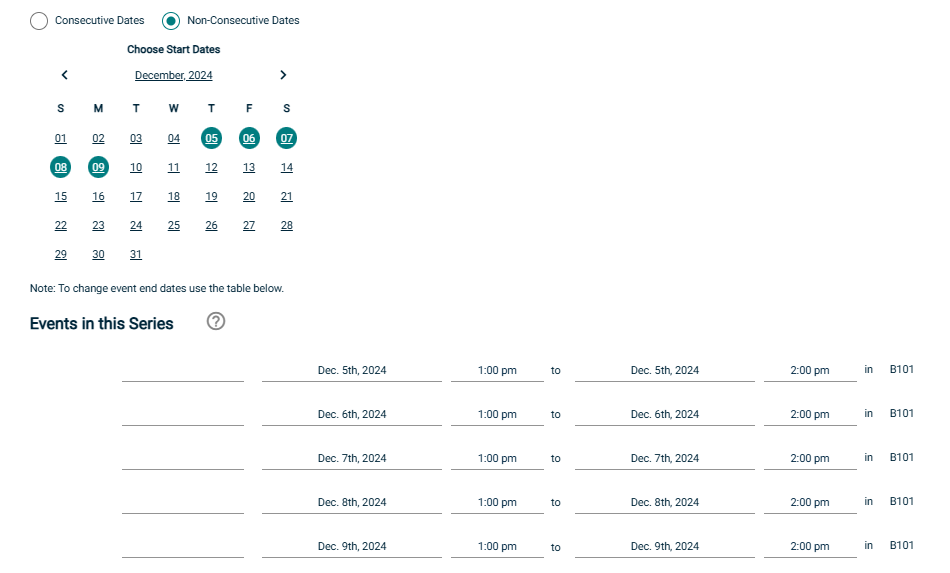 Consecutive Dates Non-Consecutive Dates
Choose Start Dates
December, 2024
S M T W T F S
01 02 03 04 05 06 07
08 09 10 11 12 13 14
15 16 17 18 19 20 21
22 23 24 25 26 27 28
29 30 31
Note: To change event end dates use the table below.
Events in this Series ?
Dec. 5th, 2024 1:00 pm to Dec. 5th, 2024 2:00 pm in B101
Dec. 6th, 2024 1:00 pm to Dec. 6th, 2024 2:00 pm in B101
Dec. 7th, 2024 1:00 pm to Dec. 7th, 2024 2:00 pm in B101
Dec. 8th, 2024 1:00 pm to Dec. 8th, 2024 2:00 pm in B101
Dec. 9th, 2024 1:00 pm to Dec. 9th, 2024 2:00 pm in B101